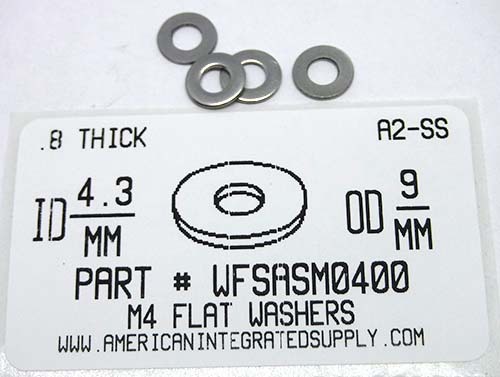 .8 THICK A2-SS
ID 4.3 MM OD 9 MM
PART # WFSASM0400
M4 FLAT WASHERS
WWW.AMERICANINTEGRATEDSUPPLY.COM